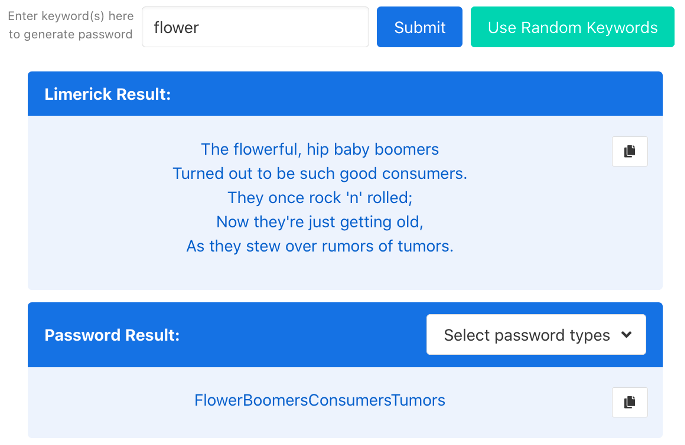 Enter keyword(s) here
to generate password
flower
Submit
Use Random Keywords
Limerick Result:
The flowerful, hip baby boomers
Turned out to be such good consumers.
They once rock 'n' rolled;
Now they're just getting old,
As they stew over rumors of tumors.
Password Result:
Select password types
FlowerBoomersConsumersTumors